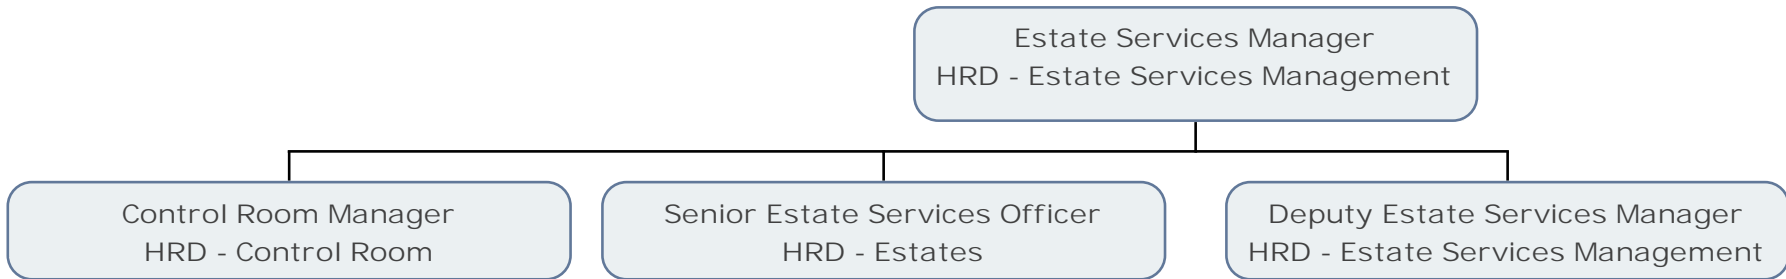 Estate Services Manager
HRD - Estate Services Management
Control Room Manager
HRD - Control Room
Senior Estate Services Officer
HRD - Estates
Deputy Estate Services Manager
HRD - Estate Services Management